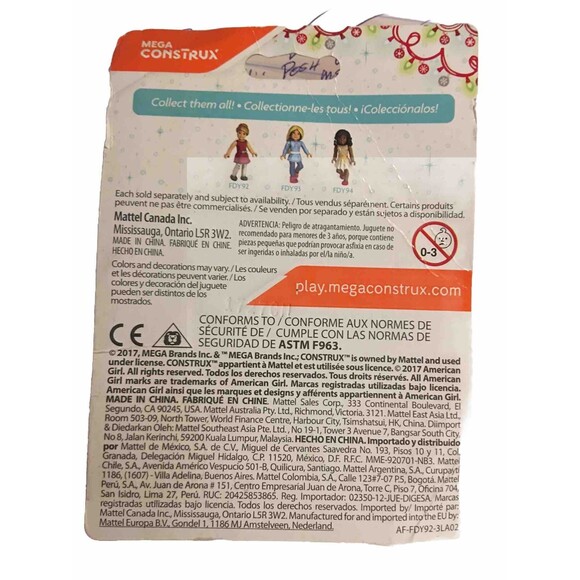 MEGA
CONSTRUX
POSH
Collect them all! • Collectionne-les tous! • ¡Colecciónalos!
FDY92 FDY93 FDY94
Each sold separately and subject to availability. / Tous vendus séparément. Certains produits
peuvent ne pas être commercialisés. / Se venden por separado y están sujetos a disponibilidad.
Mattel Canada Inc.
Mississauga, Ontario L5R 3W2.
MADE IN CHINA. FABRIQUÉ EN CHINE.
HECHO EN CHINA.
ADVERTENCIA: Peligro de atragantamiento. Juguete no
recomendado para menores de 3 años, porque contiene
piezas pequeñas que podrían provocar asfixia en caso de
ser ingeridas o inhaladas por el/la niño/a.
0-3
Colors and decorations may vary. / Les couleurs
et les décorations peuvent varier. / Los
colores y decoración del juguete
pueden ser distintos de los
mostrados.
play.megaconstrux.com
CE
CONFORMS TO / CONFORME AUX NORMES DE
SÉCURITÉ DE / CUMPLE CON LAS NORMAS DE
SEGURIDAD DE ASTM F963.
© 2017, MEGA Brands Inc. & ™ MEGA Brands Inc.; CONSTRUX™ is owned by Mattel and used
under license. CONSTRUX™ appartient à Mattel et est utilisée sous licence. © 2017 American
Girl. All rights reserved. Todos los derechos reservados. Tous droits réservés. All American
Girl marks are trademarks of American Girl. Marcas registradas utilizadas bajo licencia.
American Girl ainsi que les marques et designs y afférents appartiennent à American Girl.
MADE IN CHINA. FABRIQUÉ EN CHINE. Mattel Sales Corp., 333 Continental Boulevard, El
Segundo, CA 90245, USA. Mattel Australia Pty., Ltd., Richmond, Victoria. 3121. Mattel East Asia Ltd.,
Room 503-09, North Tower, World Finance Centre, Harbour City, Tsimshatsui, HK, China. Diimport
& Diedarkan Oleh: Mattel Southeast Asia Pte. Ltd., No 19-1, Tower 3 Avenue 7, Bangsar South City,
No 8, Jalan Kerinchi, 59200 Kuala Lumpur, Malaysia. HECHO EN CHINA. Importado y distribuido
por Mattel de México, S.A. de C.V., Miguel de Cervantes Saavedra No. 193, Pisos 10 y 11, Col.
Granada, Delegación Miguel Hidalgo, C.P. 11520, México, D.F. R.F.C. MME-920701-NB3. Mattel
Chile, S.A., Avenida Américo Vespucio 501-B, Quilicura, Santiago. Mattel Argentina, S.A., Curupaytí
1186, (1607) - Villa Adelina, Buenos Aires. Mattel Colombia, S.A., Calle 123#7-07 P.5, Bogotá. Mattel
Perú, S.A., Av. Juan de Arona # 151, Centro Empresarial Juan de Arona, Torre C, Piso 7, Oficina 704,
San Isidro, Lima 27, Perú. RUC: 20425853865. Reg. Importador: 02350-12-JUE-DIGESA. Marcas
registradas utilizadas bajo licencia. Imported by/ Importé par:
Mattel Canada Inc., Mississauga, Ontario L5R 3W2. Manufactured for and imported into the EU by:
Mattel Europa B.V., Gondel 1, 1186 MJ Amstelveen, Nederland.
AF-FDY92-3LA02